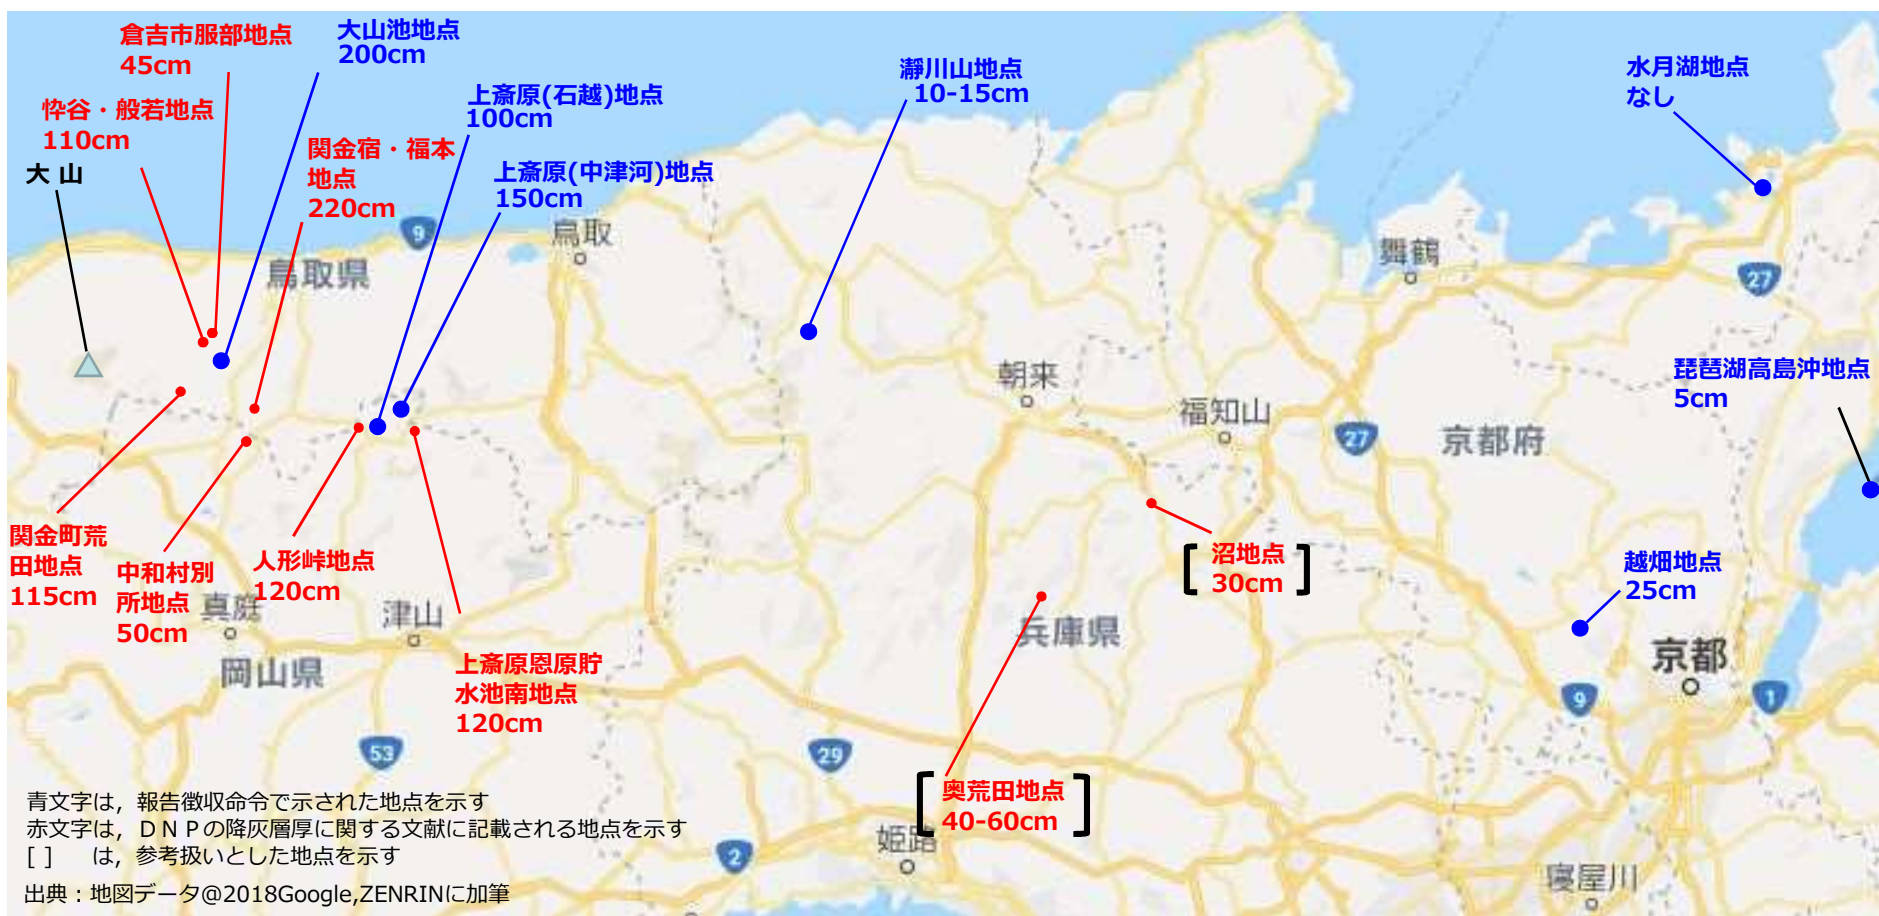 倉吉市服部地点
45cm
大山池地点
200cm
忰谷・般若地点
110cm
大 山
上斎原(石越)地点
100cm
関金宿・福本
地点
220cm
上斎原(中津河)地点
150cm
瀞川山地点
10-15cm
水月湖地点
なし
9
鳥取
鳥取県
舞鶴
27
琵琶湖高島沖地点
5cm
朝来
福知山
27
京都府
関金町荒
田地点
115cm
中和村別
所地点
50cm
人形峠地点
120cm
[沼地点
30cm]
越畑地点
25cm
真庭
津山
兵庫県
岡山県
上斎原恩原貯
水池南地点
120cm
京都
9
1
53
29
[奥荒田地点
40-60cm]
姫路
2
寝屋川
青文字は，報告徴収命令で示された地点を示す
赤文字は，ＤＮＰの降灰層厚に関する文献に記載される地点を示す
[ ] は，参考扱いとした地点を示す
出典：地図データ@2018Google,ZENRINに加筆